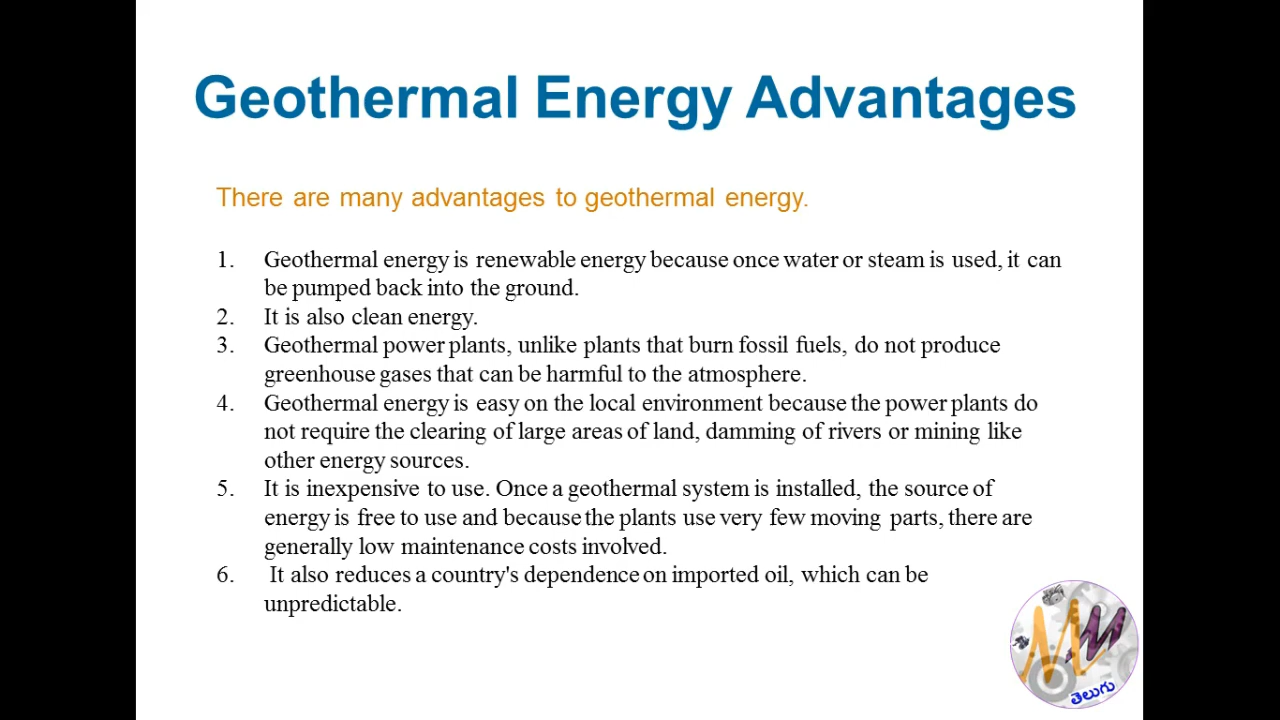 Geothermal Energy Advantages
There are many advantages to geothermal energy.
1. Geothermal energy is renewable energy because once water or steam is used, it can
be pumped back into the ground.
2. It is also clean energy.
3. Geothermal power plants, unlike plants that burn fossil fuels, do not produce
greenhouse gases that can be harmful to the atmosphere.
4. Geothermal energy is easy on the local environment because the power plants do
not require the clearing of large areas of land, damming of rivers or mining like
other energy sources.
5. It is inexpensive to use. Once a geothermal system is installed, the source of
energy is free to use and because the plants use very few moving parts, there are
generally low maintenance costs involved.
6. It also reduces a country's dependence on imported oil, which can be
unpredictable.
MM
తెలుగు